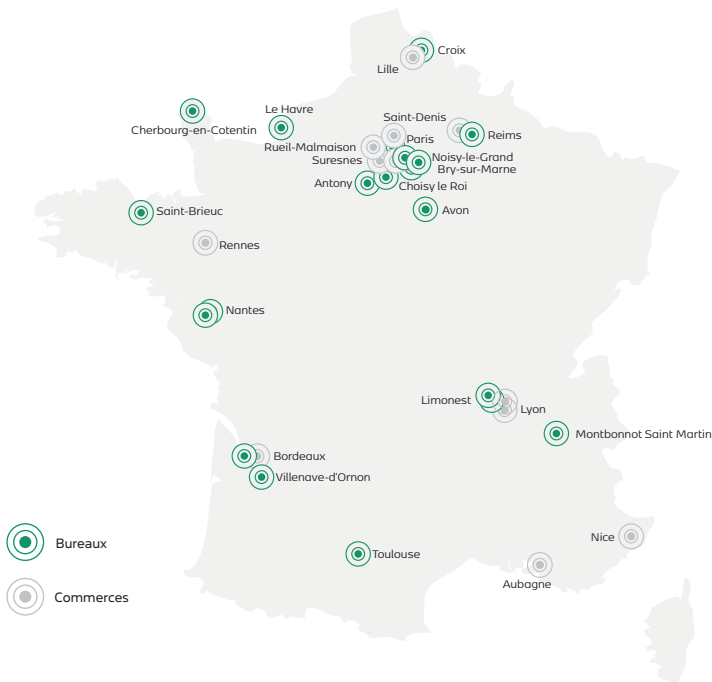 Croix
Lille
Le Havre
Cherbourg-en-Cotentin
Saint-Denis
Paris
Reims
Rueil-Malmaison
Suresnes
Noisy-le-Grand
Bry-sur-Marne
Antony
Choisy le Roi
Saint-Brieuc
Avon
Rennes
Nantes
Limonest
Lyon
Montbonnot Saint Martin
Bordeaux
Villenave-d'Ornon
Nice
Bureaux
Toulouse
Aubagne
Commerces